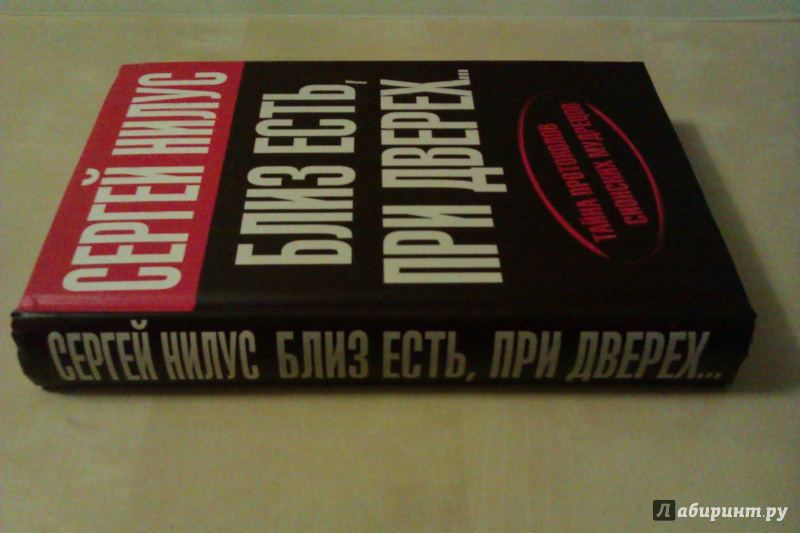 СЕРГЕЙ НИЛУС
БЛИЗ ЕСТЬ,
ПРИ ДВЕРЕХ...
ТАЙНА ПРОТОКОЛОВ
СИОНСКИХ МУДРЕЦОВ
СЕРГЕЙ НИЛУС БЛИЗ ЕСТЬ, ПРИ ДВЕРЕХ...
Лабиринт.ру